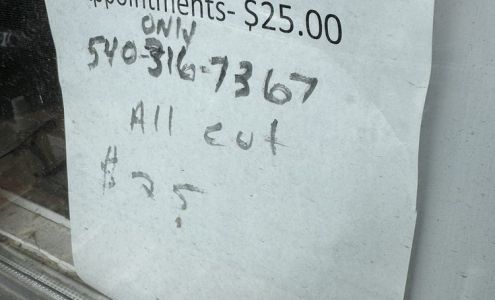 ppointments- $25.00
ONLY
540-316-7367
All cut
$25